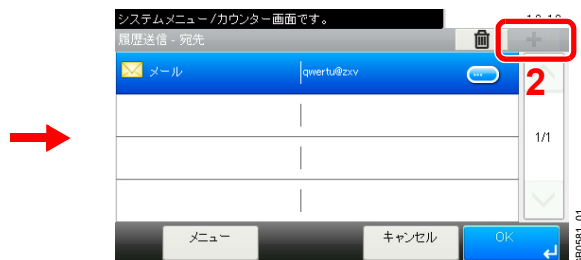 システムメニュー/カウンター画面です。
履歴送信 - 宛先
メール qwertu@zxv
2
1/1
メニュー キャンセル OK